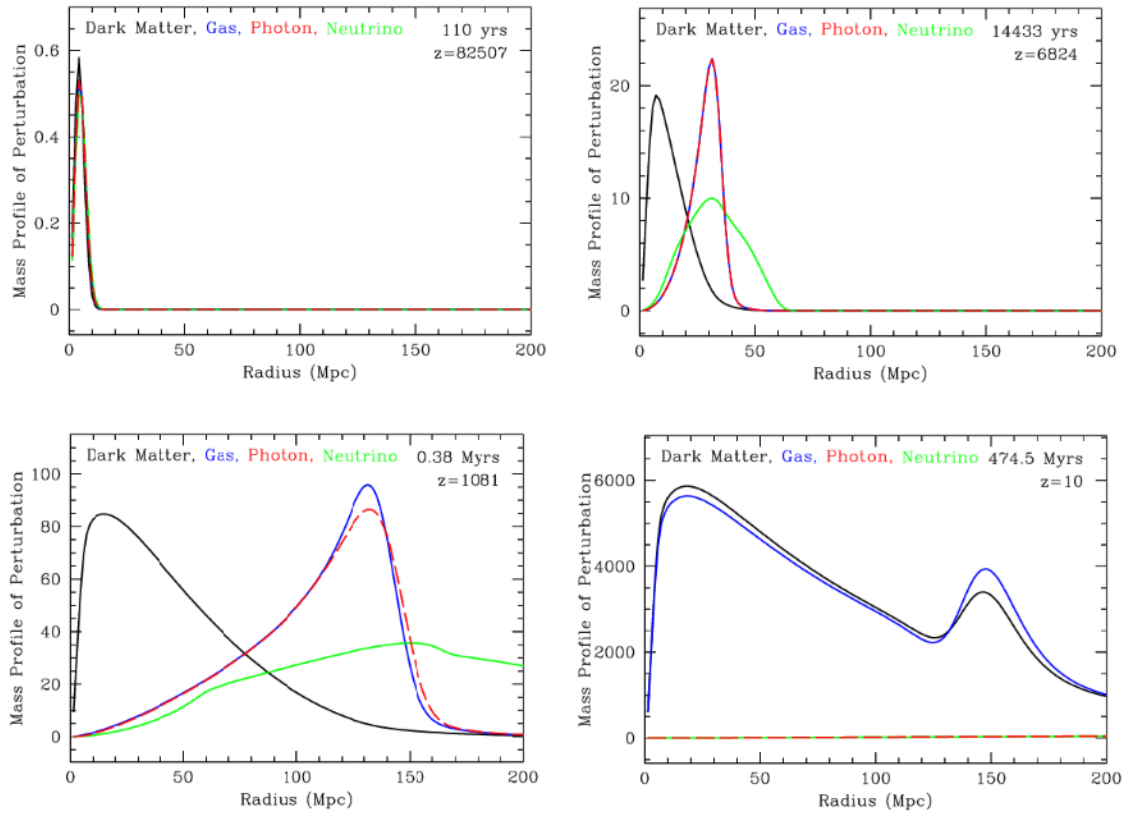 Dark Matter, Gas, Photon, Neutrino 110 yrs
z=82507
0.6
0.4
0.2
0
0 50 100 150 200
Radius (Mpc)
Mass Profile of Perturbation
Dark Matter, Gas, Photon, Neutrino 14433 yrs
z=6824
20
10
0
0 50 100 150 200
Radius (Mpc)
Mass Profile of Perturbation
Dark Matter, Gas, Photon, Neutrino 0.38 Myrs
z=1081
100
80
60
40
20
0
0 50 100 150 200
Radius (Mpc)
Mass Profile of Perturbation
Dark Matter, Gas, Photon, Neutrino 474.5 Myrs
z=10
6000
4000
2000
0
0 50 100 150 200
Radius (Mpc)
Mass Profile of Perturbation